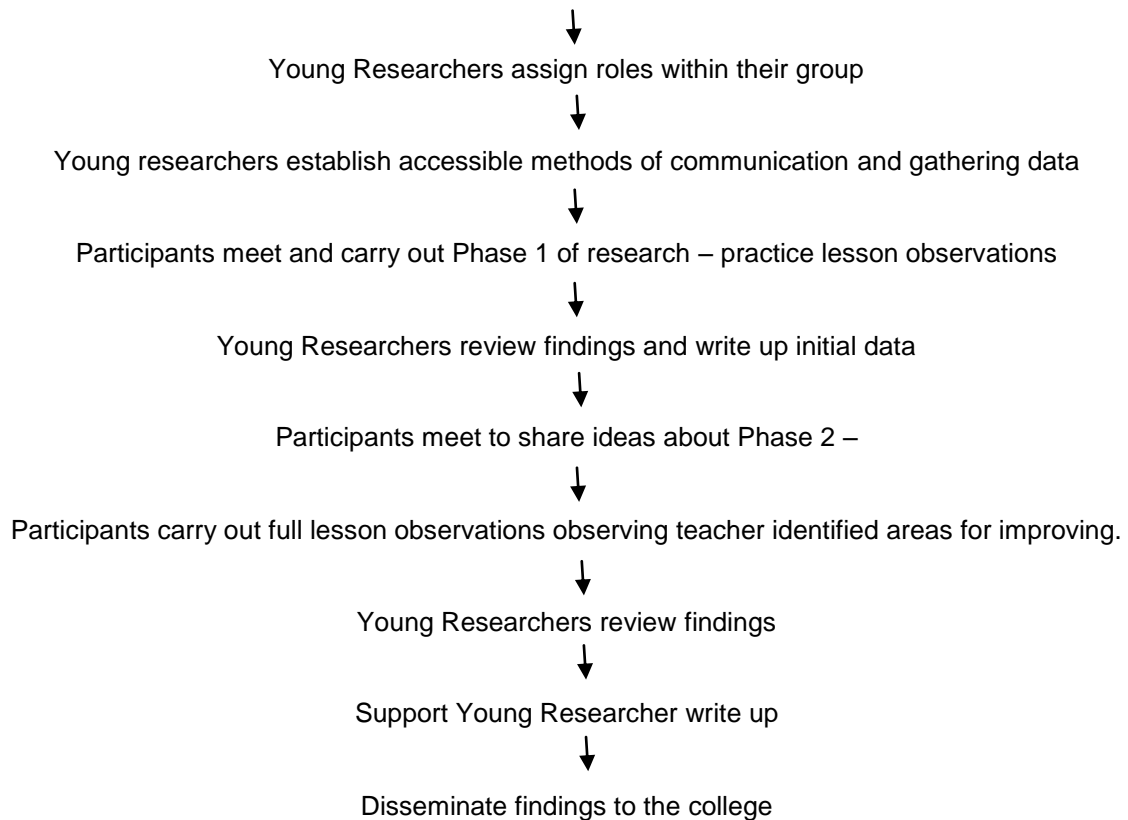 Young Researchers assign roles within their group
Young researchers establish accessible methods of communication and gathering data
Participants meet and carry out Phase 1 of research – practice lesson observations
Young Researchers review findings and write up initial data
Participants meet to share ideas about Phase 2 –
Participants carry out full lesson observations observing teacher identified areas for improving.
Young Researchers review findings
Support Young Researcher write up
Disseminate findings to the college